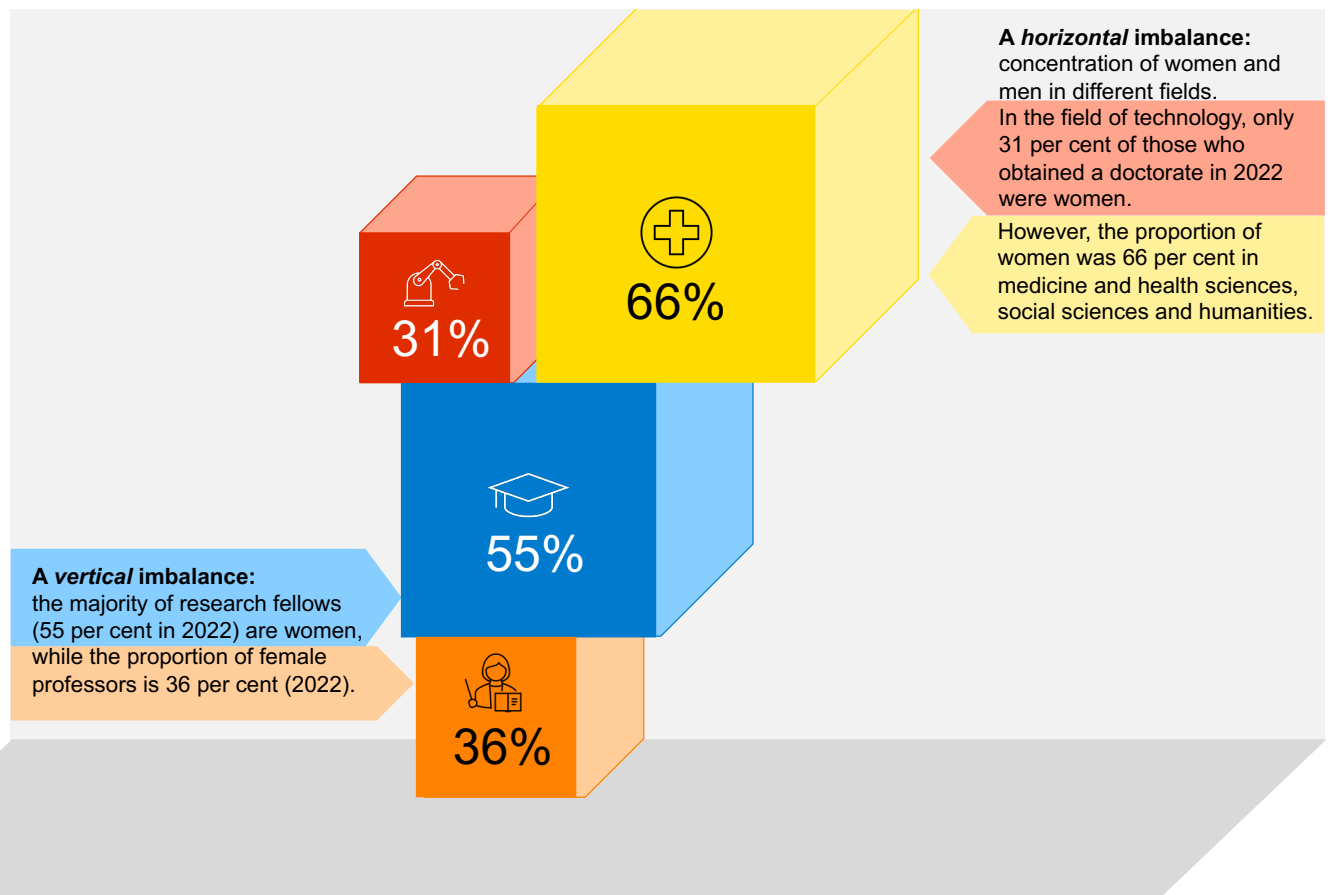 A horizontal imbalance:
concentration of women and
men in different fields.
In the field of technology, only
31 per cent of those who
obtained a doctorate in 2022
were women.
However, the proportion of
women was 66 per cent in
medicine and health sciences,
social sciences and humanities.
66%
31%
55%
A vertical imbalance:
the majority of research fellows
(55 per cent in 2022) are women,
while the proportion of female
professors is 36 per cent (2022).
36%